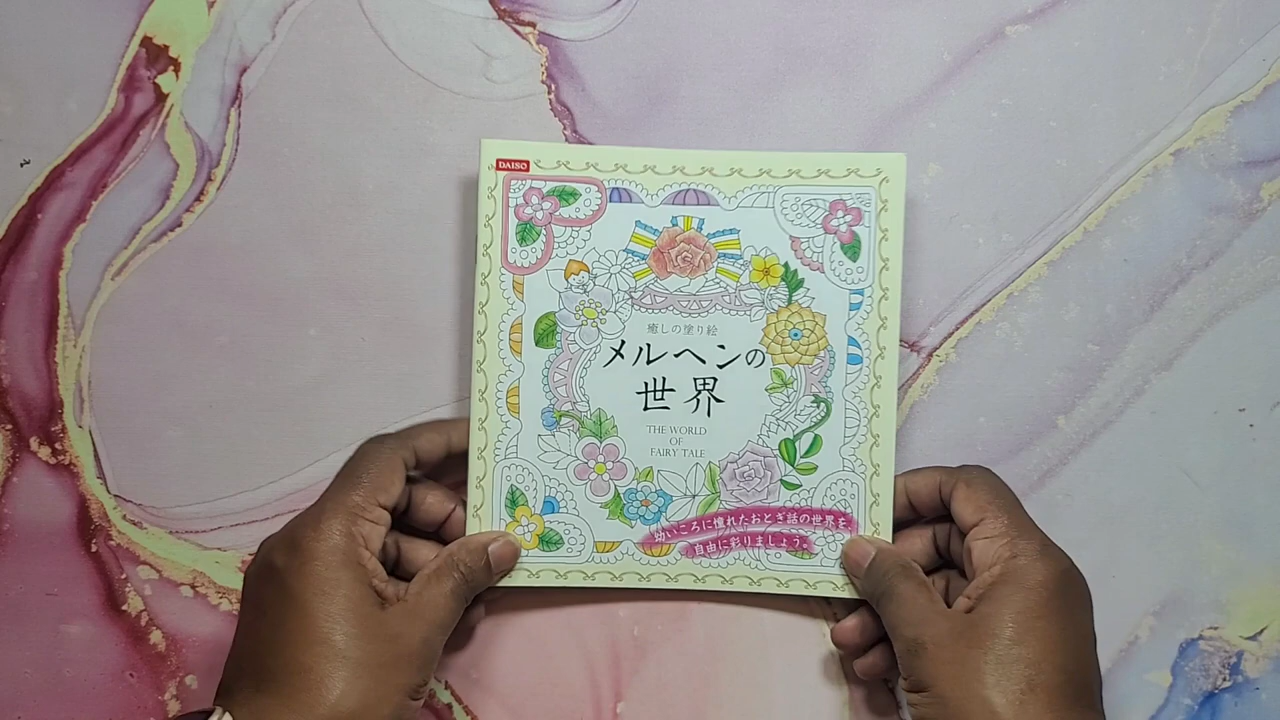 DAISO
癒しの塗り絵
メルヘンの
世界
THE WORLD
OF
FAIRY TALE
幼いころに憧れたおとぎ話の世界を、
自由に彩りましょう。